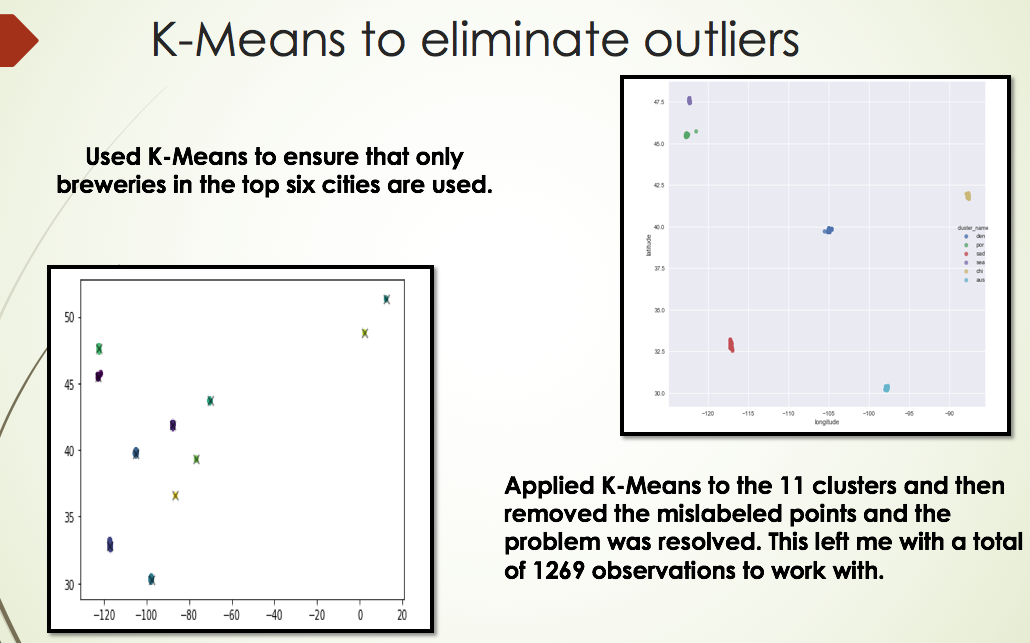 K-Means to eliminate outliers
Used K-Means to ensure that only
breweries in the top six cities are used.
47.5
45.0
42.5
40.0
37.5
35.0
32.5
30.0
latitude
−120 −115 −110 −105 −100 −95 −90
longitude
cluster_name
den
por
sad
sea
chi
aus
50
45
40
35
30
−120 −100 −80 −60 −40 −20 0 20
Applied K-Means to the 11 clusters and then
removed the mislabeled points and the
problem was resolved. This left me with a total
of 1269 observations to work with.